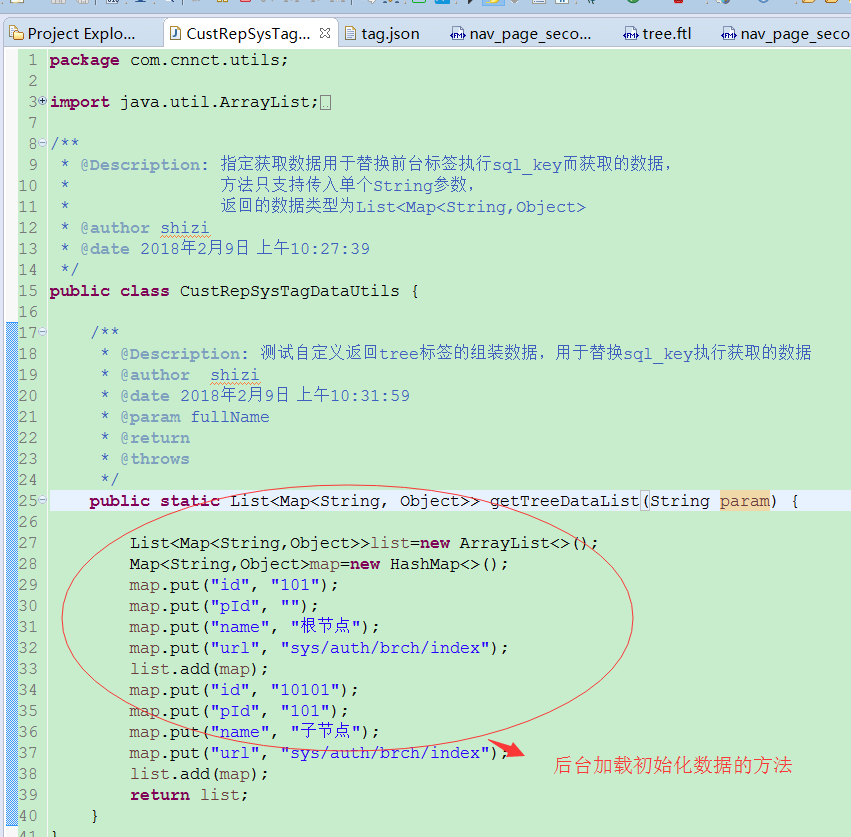 Project Explo...
CustRepSysTag...
tag.json
nav_page_seco...
tree.ftl
nav_page_seco
1 package com.cnnct.utils;
2
3 import java.util.ArrayList;
7
8 /**
9 * @Description: 指定获取数据用于替换前台标签执行sql_key而获取的数据,
10 * 方法只支持传入单个String参数,
11 * 返回的数据类型为List<Map<String,Object>
12 * @author shizi
13 * @date 2018年2月9日 上午10:27:39
14 */
15 public class CustRepSysTagDataUtils {
16
17 /**
18 * @Description: 测试自定义返回tree标签的组装数据，用于替换sql_key执行获取的数据
19 * @author shizi
20 * @date 2018年2月9日 上午10:31:59
21 * @param fullName
22 * @return
23 * @throws
24 */
25 public static List<Map<String, Object>> getTreeDataList(String param) {
26
27 List<Map<String,Object>>list=new ArrayList<>();
28 Map<String,Object>map=new HashMap<>();
29 map.put("id", "101");
30 map.put("pId", "");
31 map.put("name", "根节点");
32 map.put("url", "sys/auth/brch/index");
33 list.add(map);
34 map.put("id", "10101");
35 map.put("pId", "101");
36 map.put("name", "子节点");
37 map.put("url", "sys/auth/brch/index");
后台加载初始化数据的方法
38 list.add(map);
39 return list;
40 }
41 }